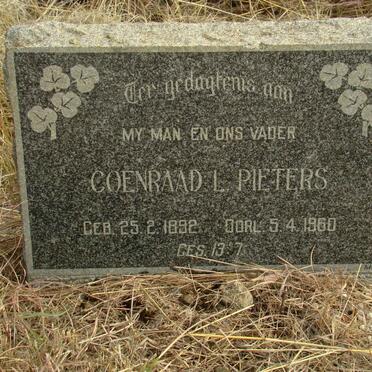 Ter gedagtenis aan
MY MAN EN ONS VADER
COENRAAD L. PIETERS
GEB. 25. 2. 1892. OORL. 5. 4. 1960
GES. 13. 7